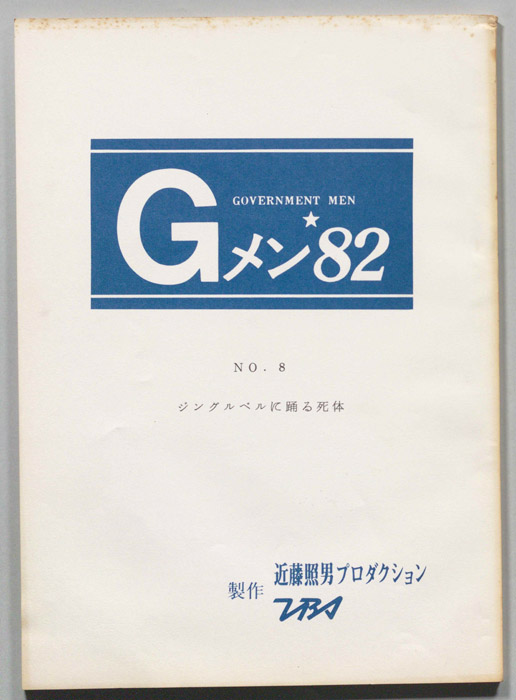 GOVERNMENT MEN
Gメン★82
NO. 8
ジングルベルに踊る死体
製作 近藤照男プロダクション
TBS